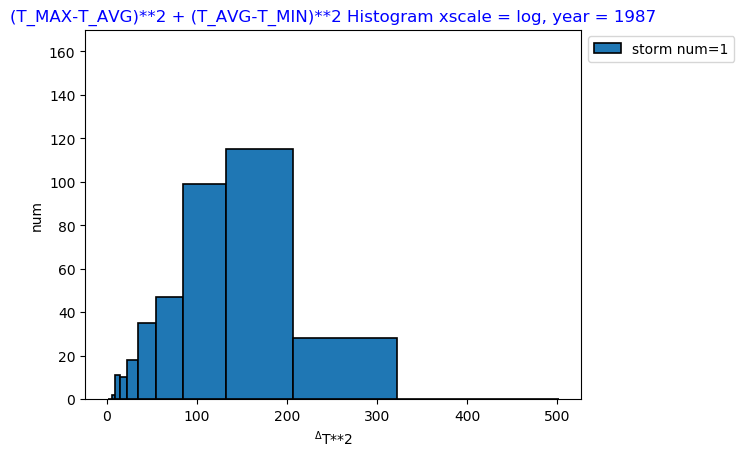 (T_MAX-T_AVG)**2 + (T_AVG-T_MIN)**2 Histogram xscale = log, year = 1987
storm num=1
160
140
120
100
80
60
40
20
0
num
0 100 200 300 400 500
ΔT**2